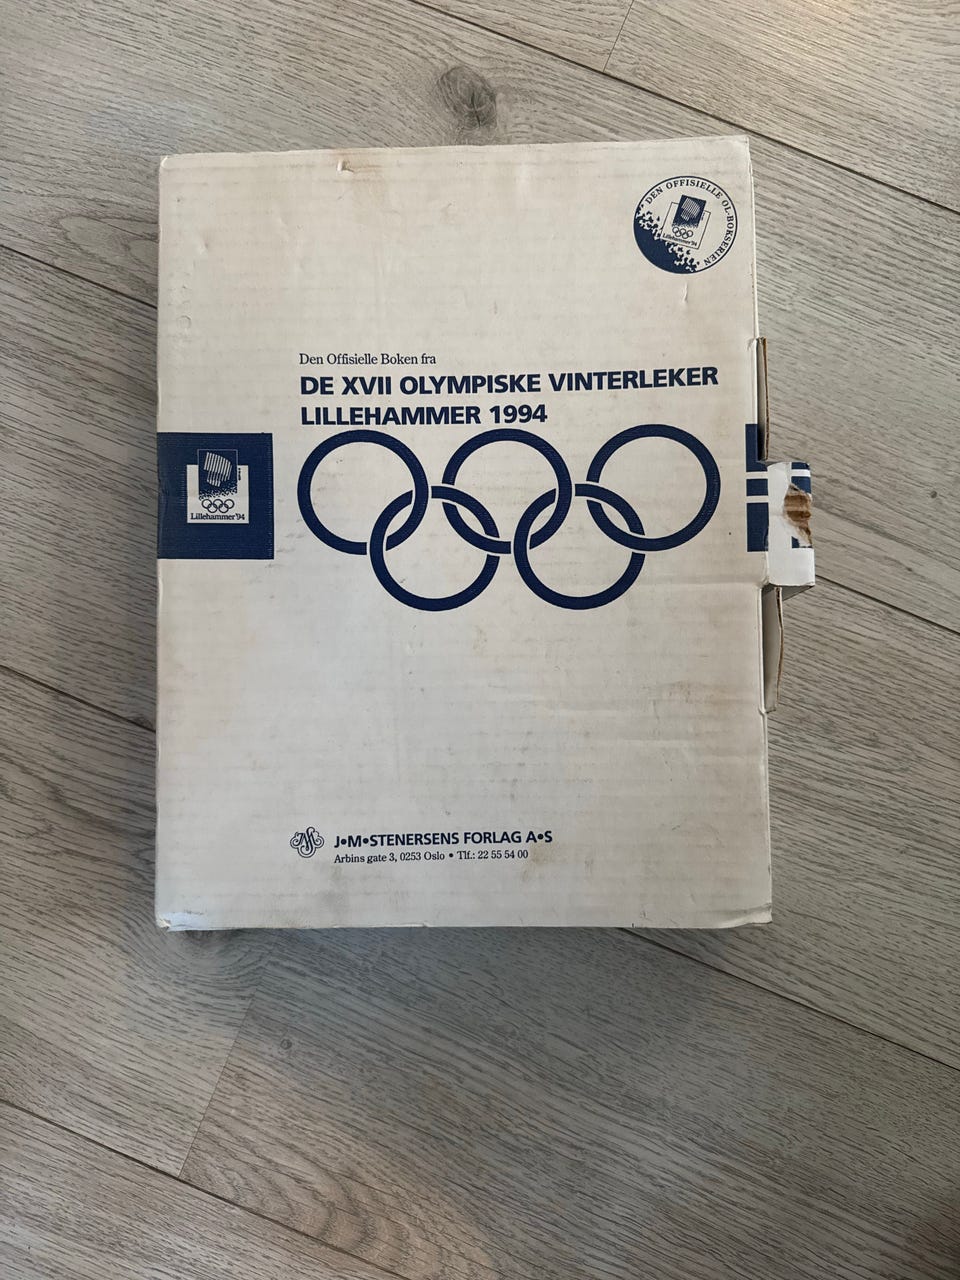 DEN OFFISIELLE OL-BOKSERIEN
Lillehammer '94
Den Offisielle Boken fra
DE XVII OLYMPISKE VINTERLEKER
LILLEHAMMER 1994
Lillehammer '94
J•M•STENERSENS FORLAG A•S
Arbins gate 3, 0253 Oslo • Tlf.: 22 55 54 00